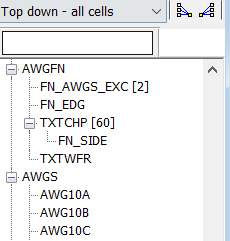 Top down - all cells
AWGFN
FN_AWGS_EXC [2]
FN_EDG
TXTCHP [60]
FN_SIDE
TXTWFR
AWGS
AWG10A
AWG10B
AWG10C